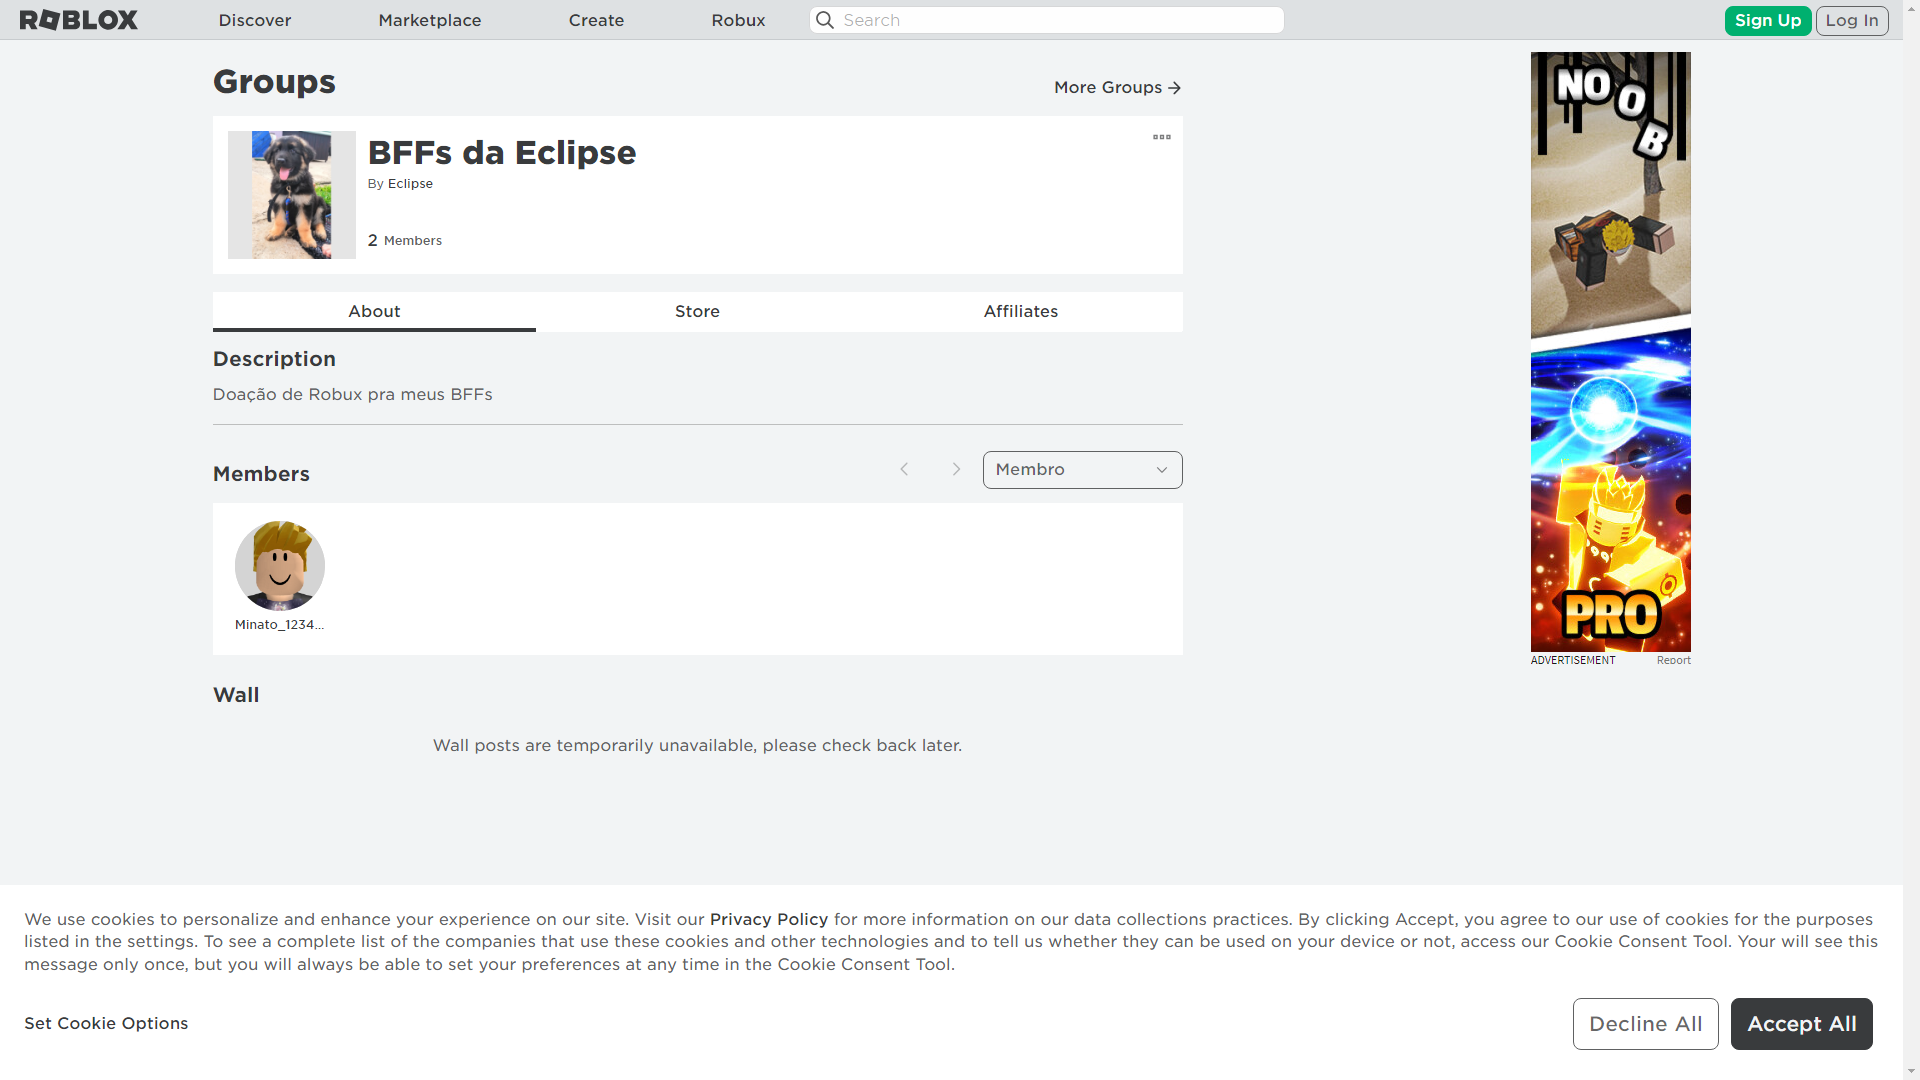 ROBLOX
Discover
Marketplace
Create
Robux
Search
Sign Up
Log In
Groups
More Groups
BFFs da Eclipse
By Eclipse
2 Members
About
Store
Affiliates
Description
Doação de Robux pra meus BFFs
Members
Membro
Minato_1234...
Wall
Wall posts are temporarily unavailable, please check back later.
NOOB
PRO
ADVERTISEMENT
Report
We use cookies to personalize and enhance your experience on our site. Visit our Privacy Policy for more information on our data collections practices. By clicking Accept, you agree to our use of cookies for the purposes
listed in the settings. To see a complete list of the companies that use these cookies and other technologies and to tell us whether they can be used on your device or not, access our Cookie Consent Tool. Your will see this
message only once, but you will always be able to set your preferences at any time in the Cookie Consent Tool.
Set Cookie Options
Decline All
Accept All